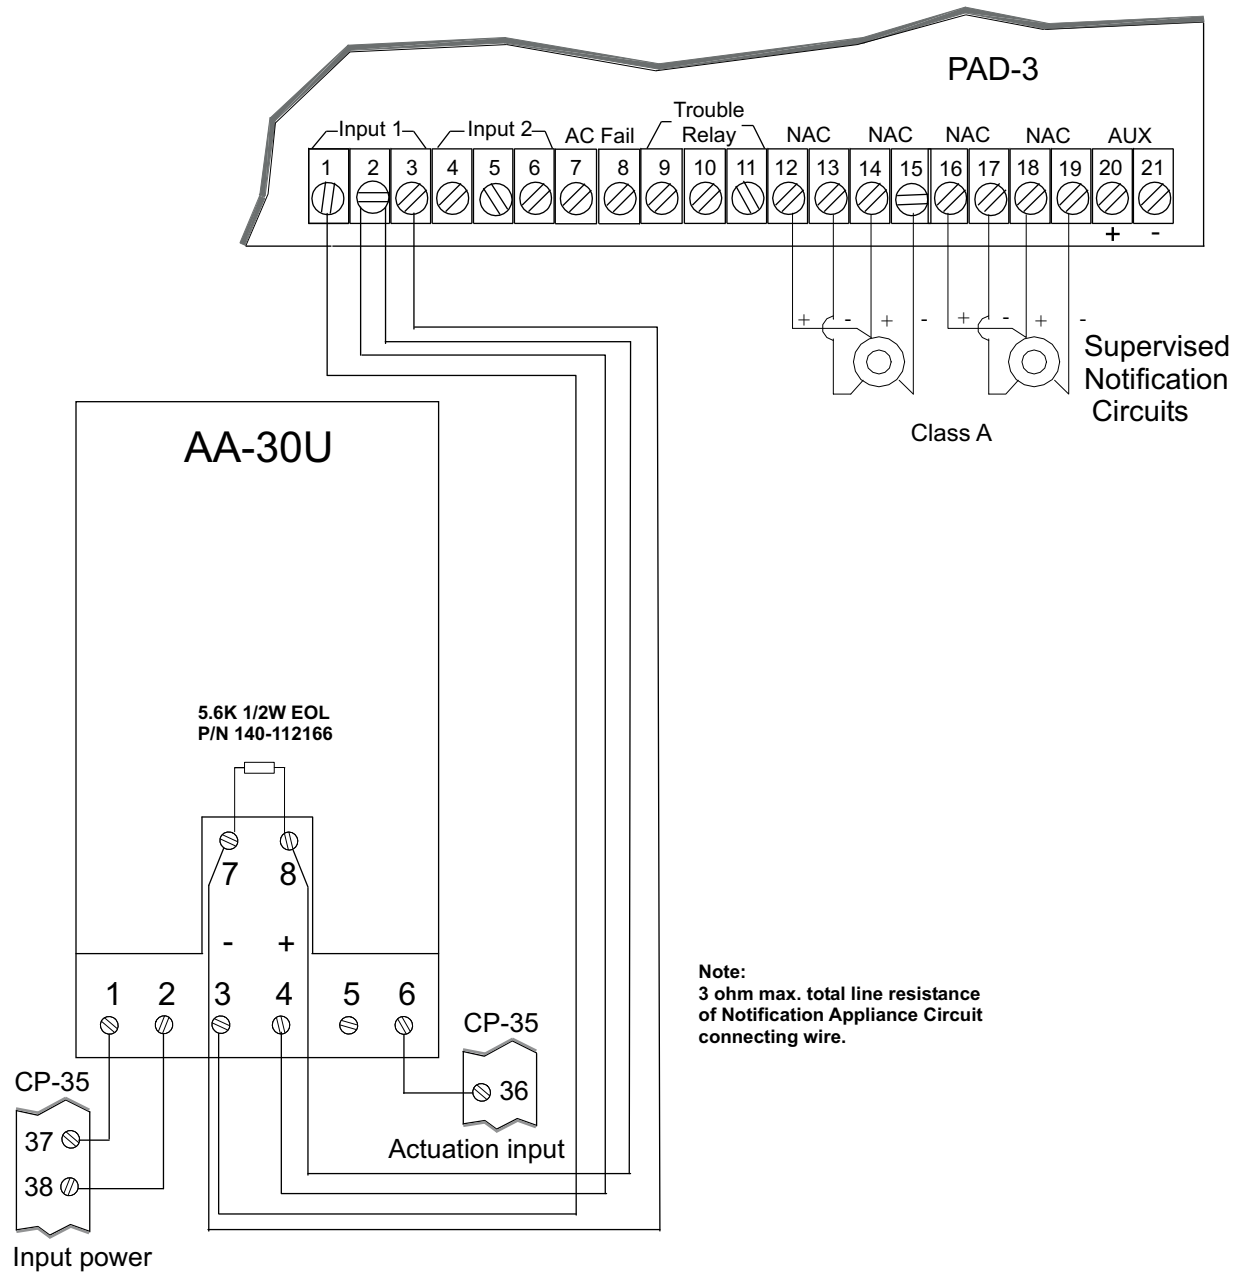 PAD-3
Trouble
Input 1 Input 2 AC Fail Relay NAC NAC NAC NAC AUX
1 2 3 4 5 6 7 8 9 10 11 12 13 14 15 16 17 18 19 20 21
+ -
+ - + - + - + -
Supervised
Notification
Circuits
Class A
AA-30U
5.6K 1/2W EOL
P/N 140-112166
7 8
- +
1 2 3 4 5 6
Note:
3 ohm max. total line resistance
of Notification Appliance Circuit
connecting wire.
CP-35
36
Actuation input
CP-35
37
38
Input power